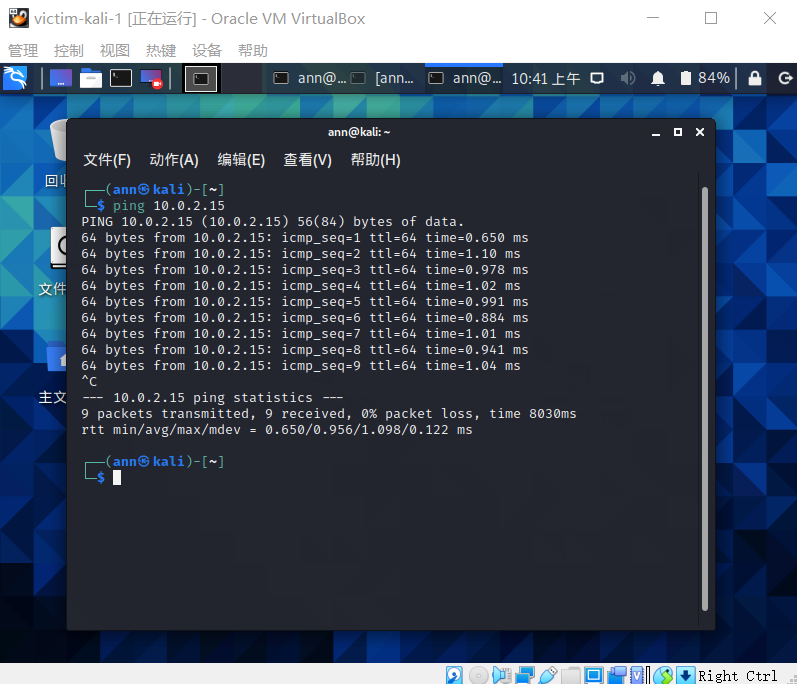 victim-kali-1 [正在运行] - Oracle VM VirtualBox
管理 控制 视图 热键 设备 帮助
ann@... [ann... ann@... 10:41 上午 84%
ann@kali: ~
文件(F) 动作(A) 编辑(E) 查看(V) 帮助(H)
回收
文件
主文
┌──(ann㉿kali)-[~]
└─$ ping 10.0.2.15
PING 10.0.2.15 (10.0.2.15) 56(84) bytes of data.
64 bytes from 10.0.2.15: icmp_seq=1 ttl=64 time=0.650 ms
64 bytes from 10.0.2.15: icmp_seq=2 ttl=64 time=1.10 ms
64 bytes from 10.0.2.15: icmp_seq=3 ttl=64 time=0.978 ms
64 bytes from 10.0.2.15: icmp_seq=4 ttl=64 time=1.02 ms
64 bytes from 10.0.2.15: icmp_seq=5 ttl=64 time=0.991 ms
64 bytes from 10.0.2.15: icmp_seq=6 ttl=64 time=0.884 ms
64 bytes from 10.0.2.15: icmp_seq=7 ttl=64 time=1.01 ms
64 bytes from 10.0.2.15: icmp_seq=8 ttl=64 time=0.941 ms
64 bytes from 10.0.2.15: icmp_seq=9 ttl=64 time=1.04 ms
^C
--- 10.0.2.15 ping statistics ---
9 packets transmitted, 9 received, 0% packet loss, time 8030ms
rtt min/avg/max/mdev = 0.650/0.956/1.098/0.122 ms
┌──(ann㉿kali)-[~]
└─$
Right Ctrl